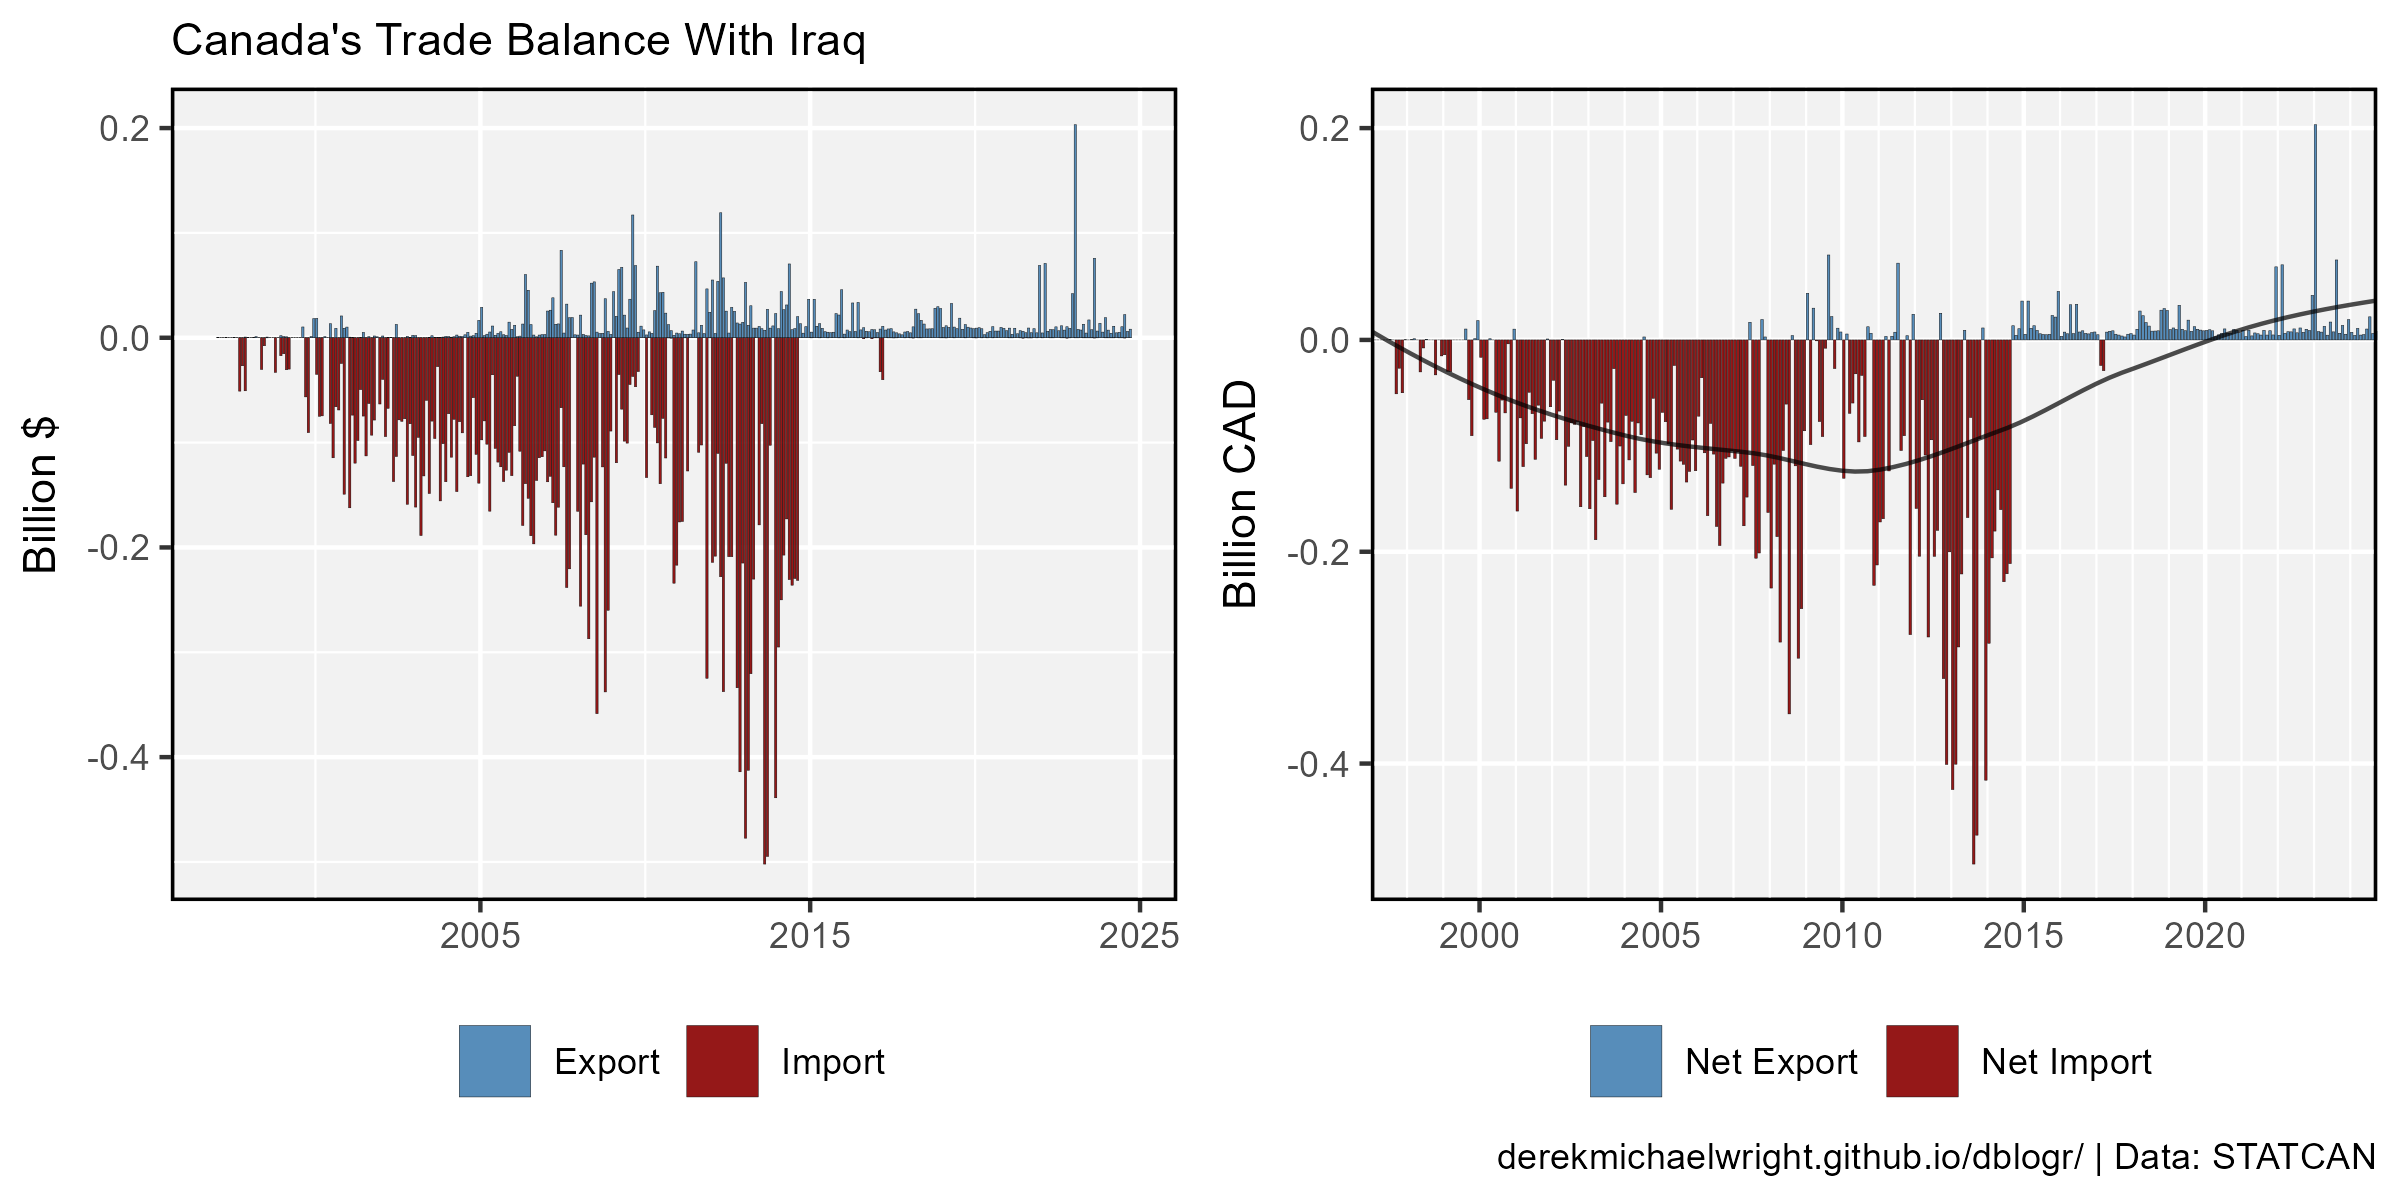 Canada's Trade Balance With Iraq
Billion $
0.2
0.0
-0.2
-0.4
2005 2015 2025
Export Import
Billion CAD
0.2
0.0
-0.2
-0.4
2000 2005 2010 2015 2020
Net Export Net Import
derekmichaelwright.github.io/dblogr/ | Data: STATCAN